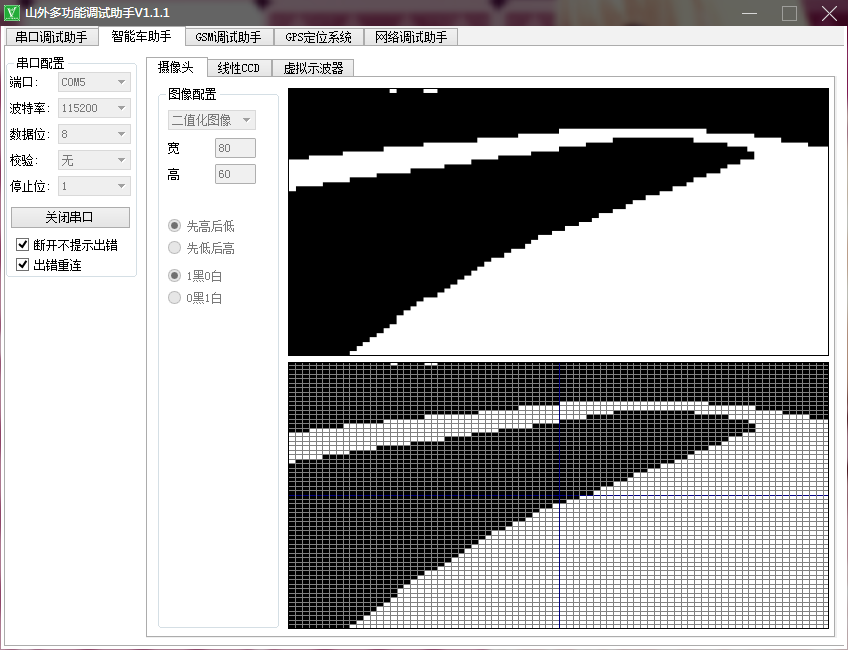 山外多功能调试助手V1.1.1
串口调试助手 智能车助手 GSM调试助手 GPS定位系统 网络调试助手
串口配置
端口: COM5
波特率: 115200
数据位: 8
校验: 无
停止位: 1
关闭串口
断开不提示出错
出错重连
摄像头 线性CCD 虚拟示波器
图像配置
二值化图像
宽 80
高 60
先高后低
先低后高
1黑0白
0黑1白